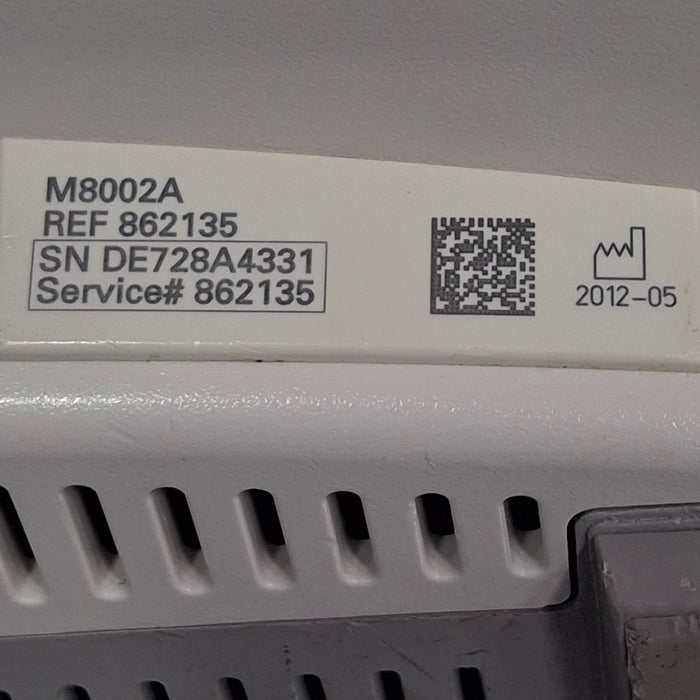 M8002A
REF 862135
SN DE728A4331
Service# 862135
2012-05